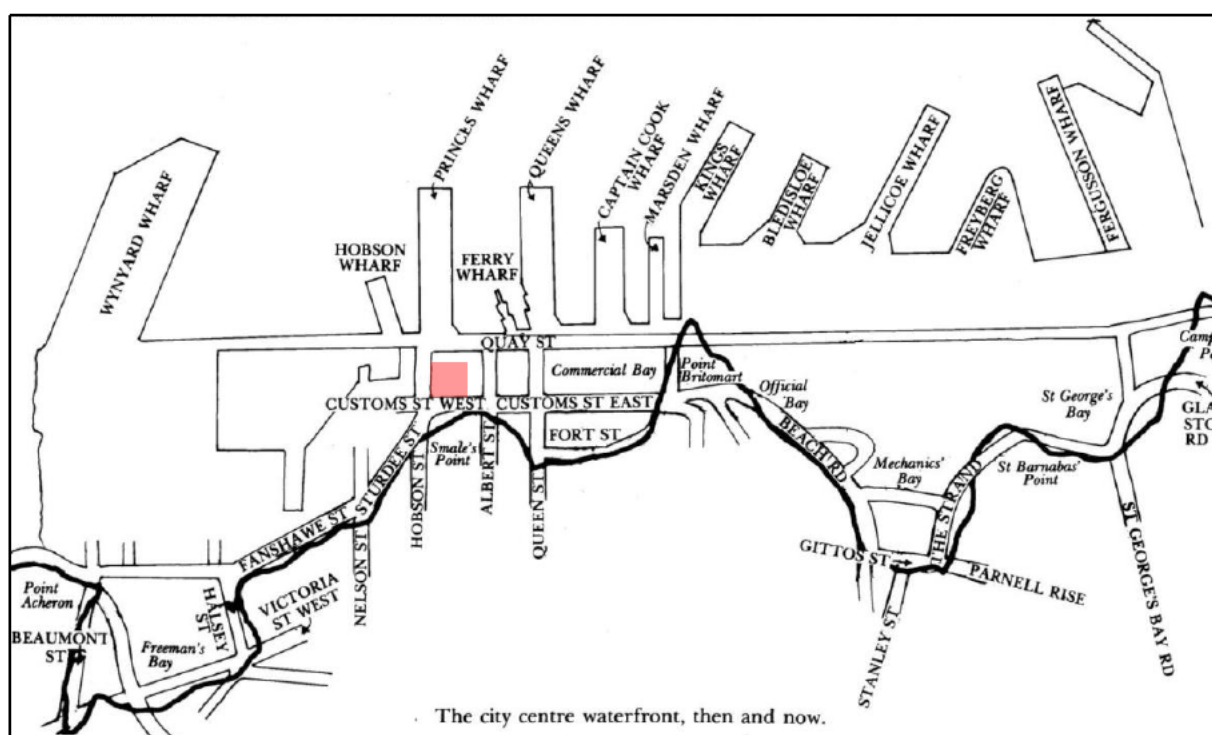 PRINCES WHARF
QUEENS WHARF
CAPTAIN COOK
WHARF
MARSDEN WHARF
KINGS
WHARF
BLEDISLOE
WHARF
JELLICOE WHARF
FREYBERG
WHARF
FERGUSSON WHARF
WYNYARD WHARF
HOBSON
WHARF
FERRY
WHARF
QUAY ST
Commercial Bay
Point
Britomart
Official
Bay
CUSTOMS ST WEST
CUSTOMS ST EAST
FORT ST
Smale's
Point
STURDEE ST
HOBSON ST
ALBERT ST
QUEEN ST
NELSON ST
FANSHAWE ST
BEACH RD
Mechanics'
Bay
THE STRAND
St Barnabas'
Point
St George's
Bay
GLA
STO
RD
ST. GEORGE'S BAY RD
GITTOS ST
PARNELL RISE
STANLEY ST
Point
Acheron
BEAUMONT
ST
Freeman's
Bay
HALSEY
ST
VICTORIA
ST WEST
The city centre waterfront, then and now.